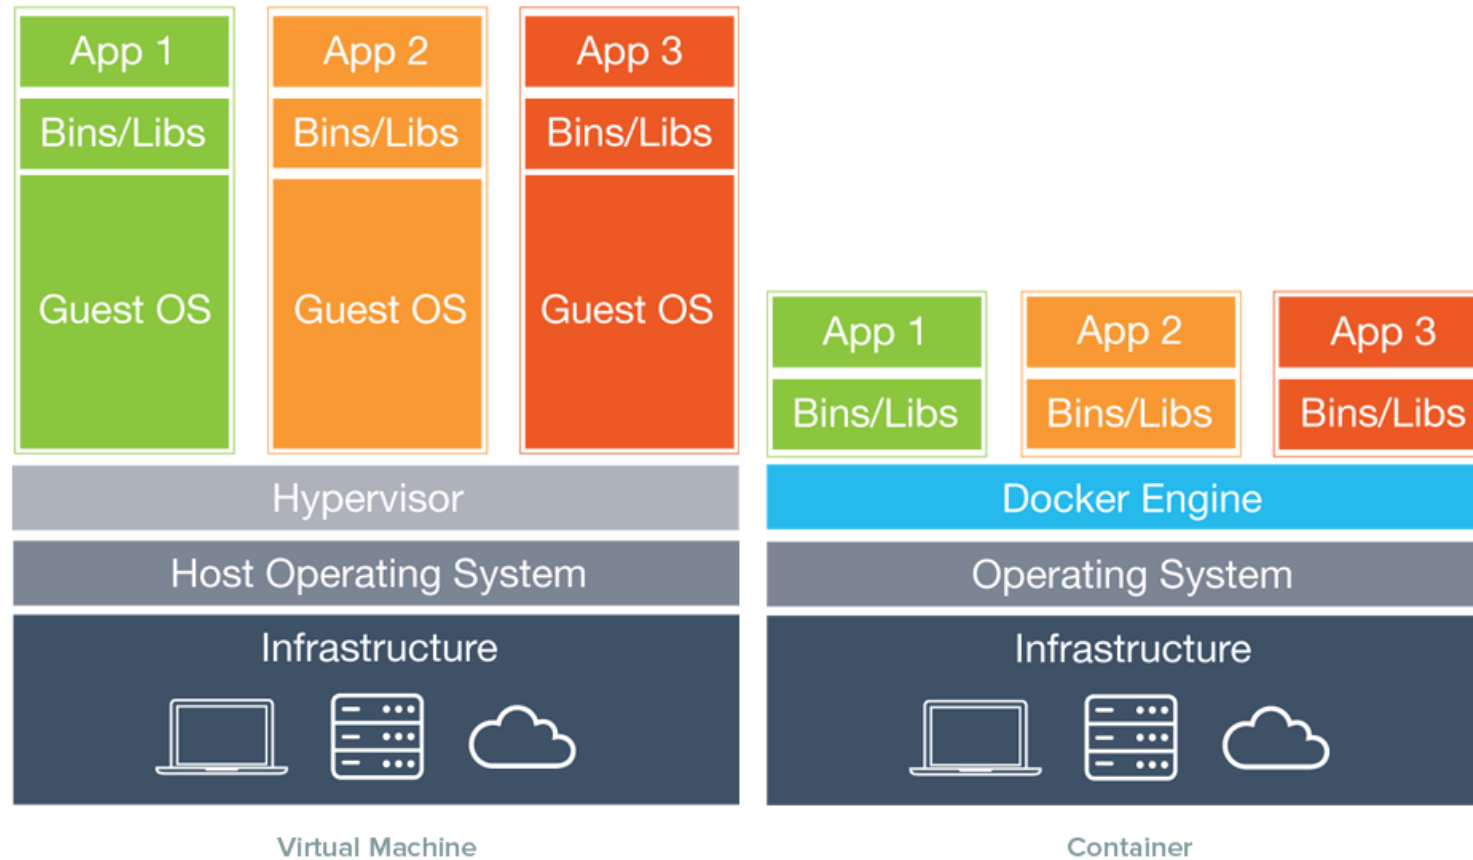 App 1
App 2
App 3
Bins/Libs
Bins/Libs
Bins/Libs
Guest OS
Guest OS
Guest OS
Hypervisor
Host Operating System
Infrastructure
Virtual Machine
App 1
App 2
App 3
Bins/Libs
Bins/Libs
Bins/Libs
Docker Engine
Operating System
Infrastructure
Container